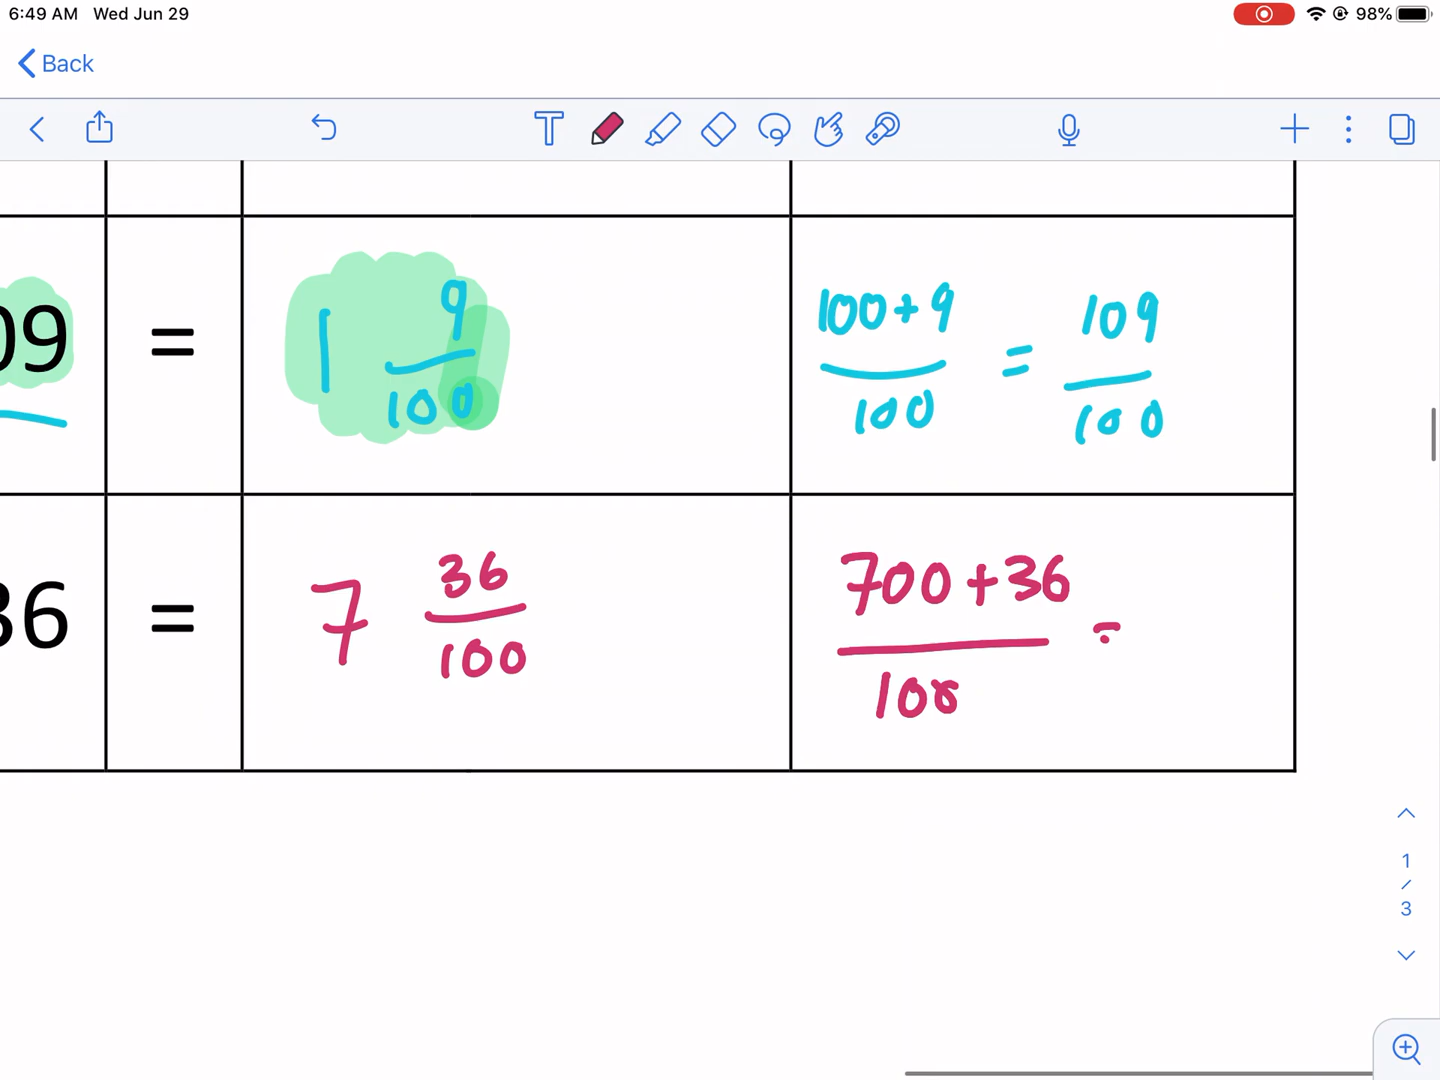 6:49 AM Wed Jun 29
98%
Back
T
09 = 1 9/100 100+9/100 = 109/100
36 = 7 36/100 700+36/100 =
1
/
3